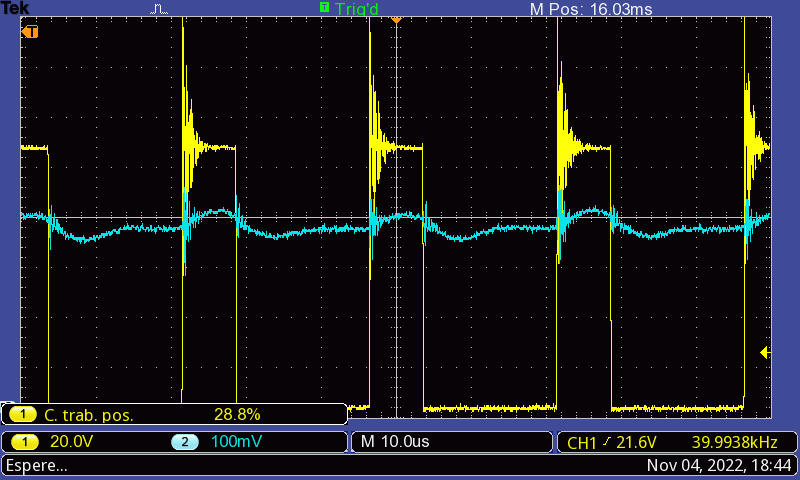 Tek T Trig'd M Pos: 16.03ms
T
1 C. trab. pos. 28.8%
1 20.0V 2 100mV M 10.0us CH1 21.6V 39.9938kHz
Espere... Nov 04, 2022, 18:44